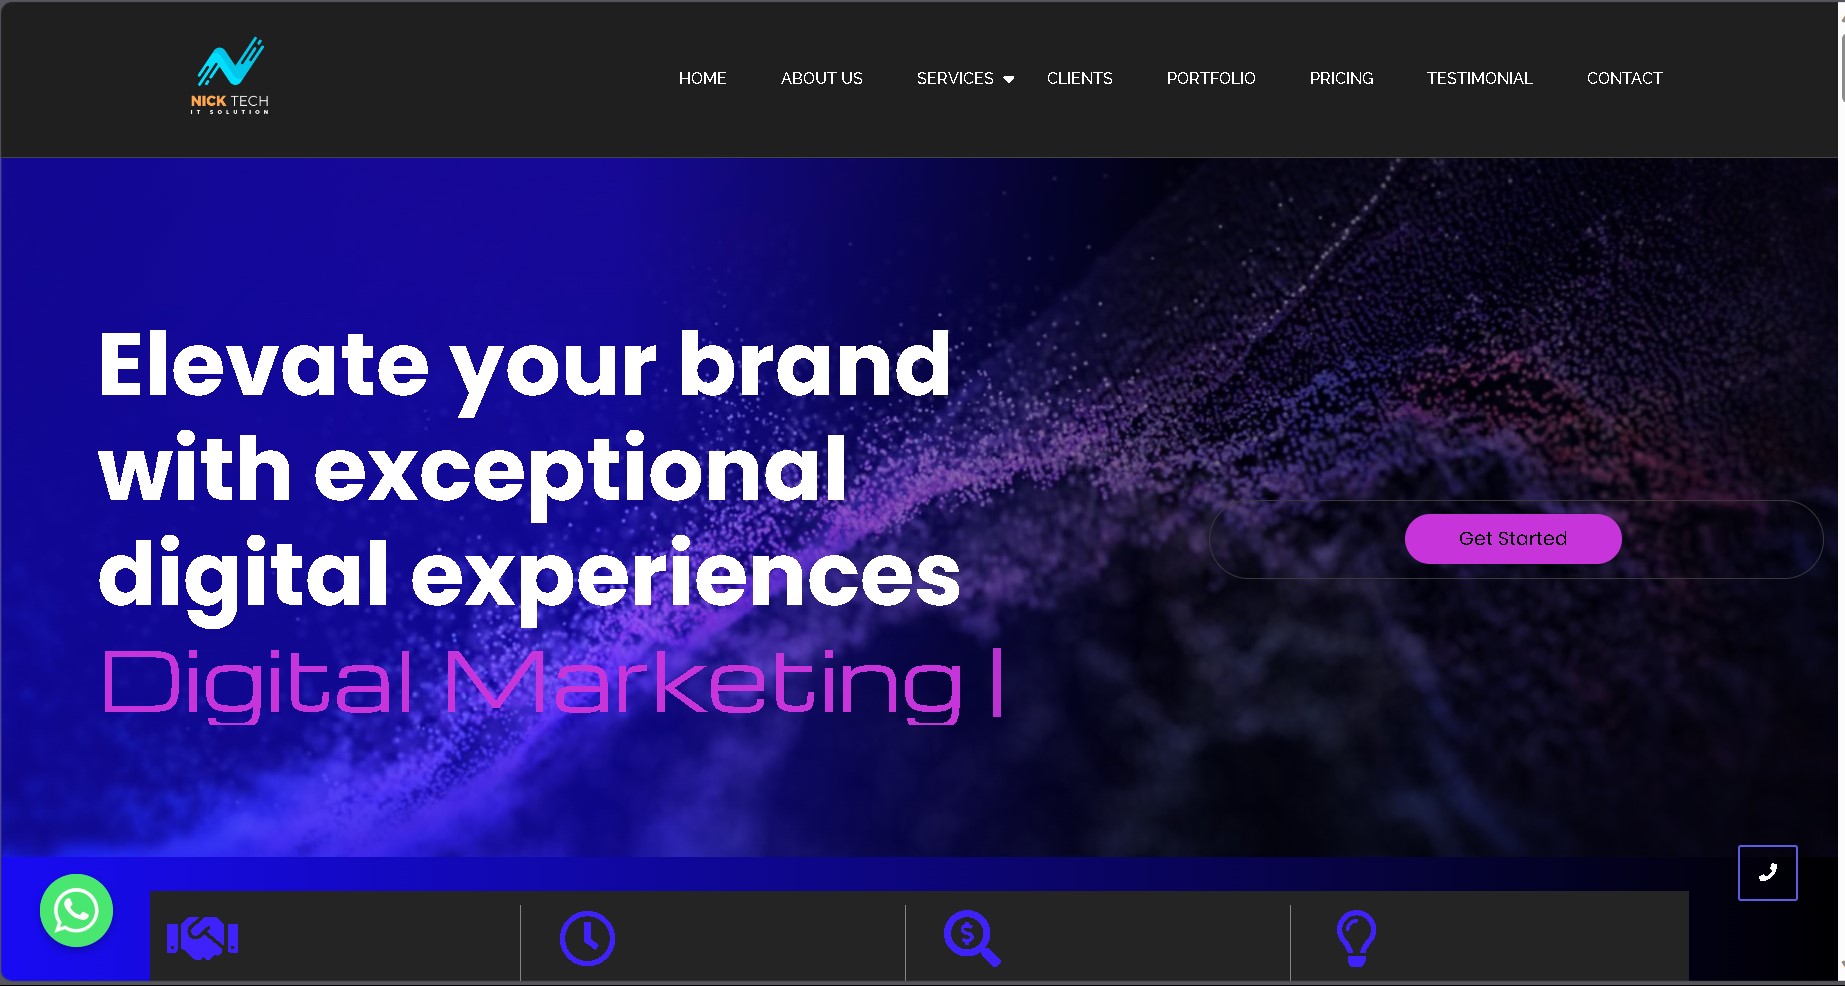 NICK TECH
IT SOLUTION
HOME ABOUT US SERVICES CLIENTS PORTFOLIO PRICING TESTIMONIAL CONTACT
Elevate your brand
with exceptional
digital experiences
Digital Marketing |
Get Started